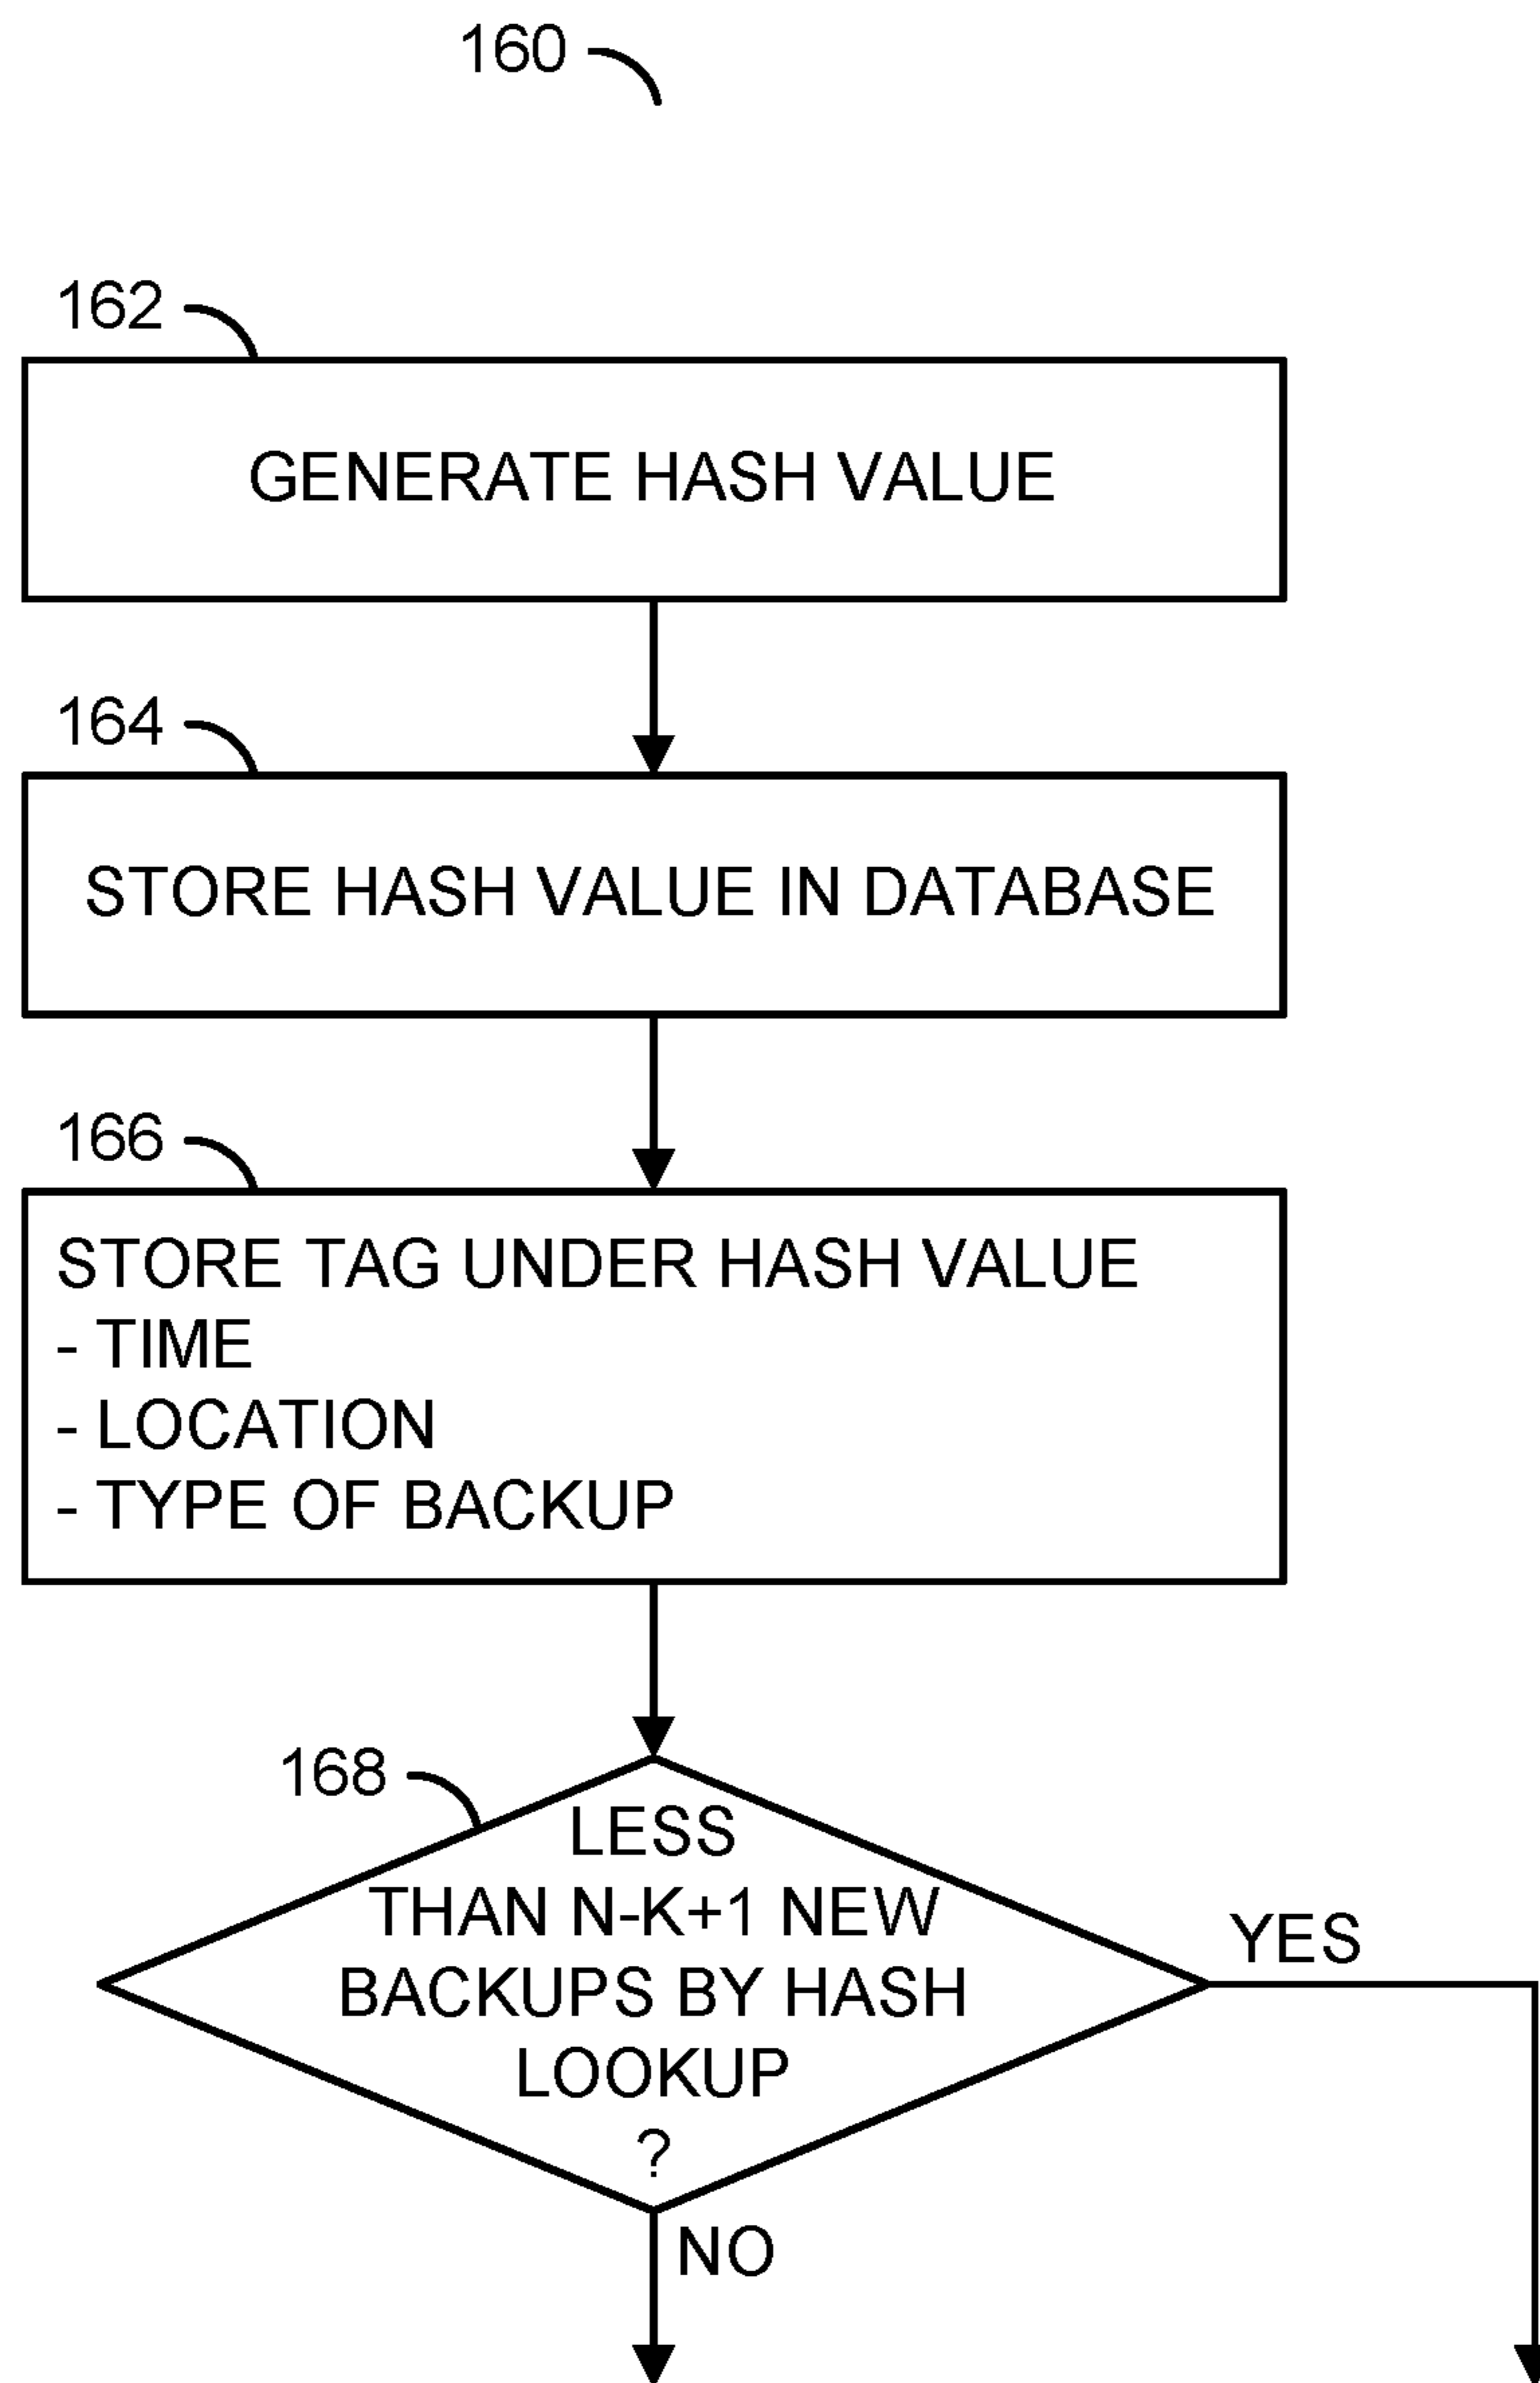 160
162
GENERATE HASH VALUE
164
STORE HASH VALUE IN DATABASE
166
STORE TAG UNDER HASH VALUE
- TIME
- LOCATION
- TYPE OF BACKUP
168
LESS
THAN N-K+1 NEW
BACKUPS BY HASH
LOOKUP
?
YES
NO